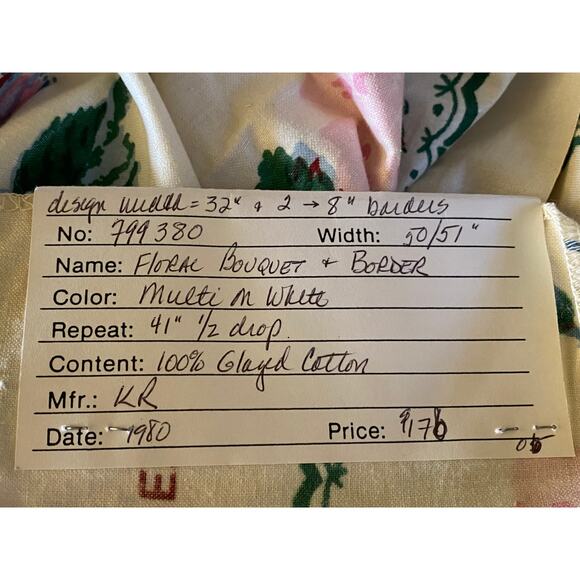 design width = 32" & 2 → 8" borders
No: 799380 Width: 50/51"
Name: Floral Bouquet & Border
Color: Multi on White
Repeat: 41" 1/2 drop
Content: 100% Glazed Cotton
Mfr.: KR
Date: 1980 Price: $176
E